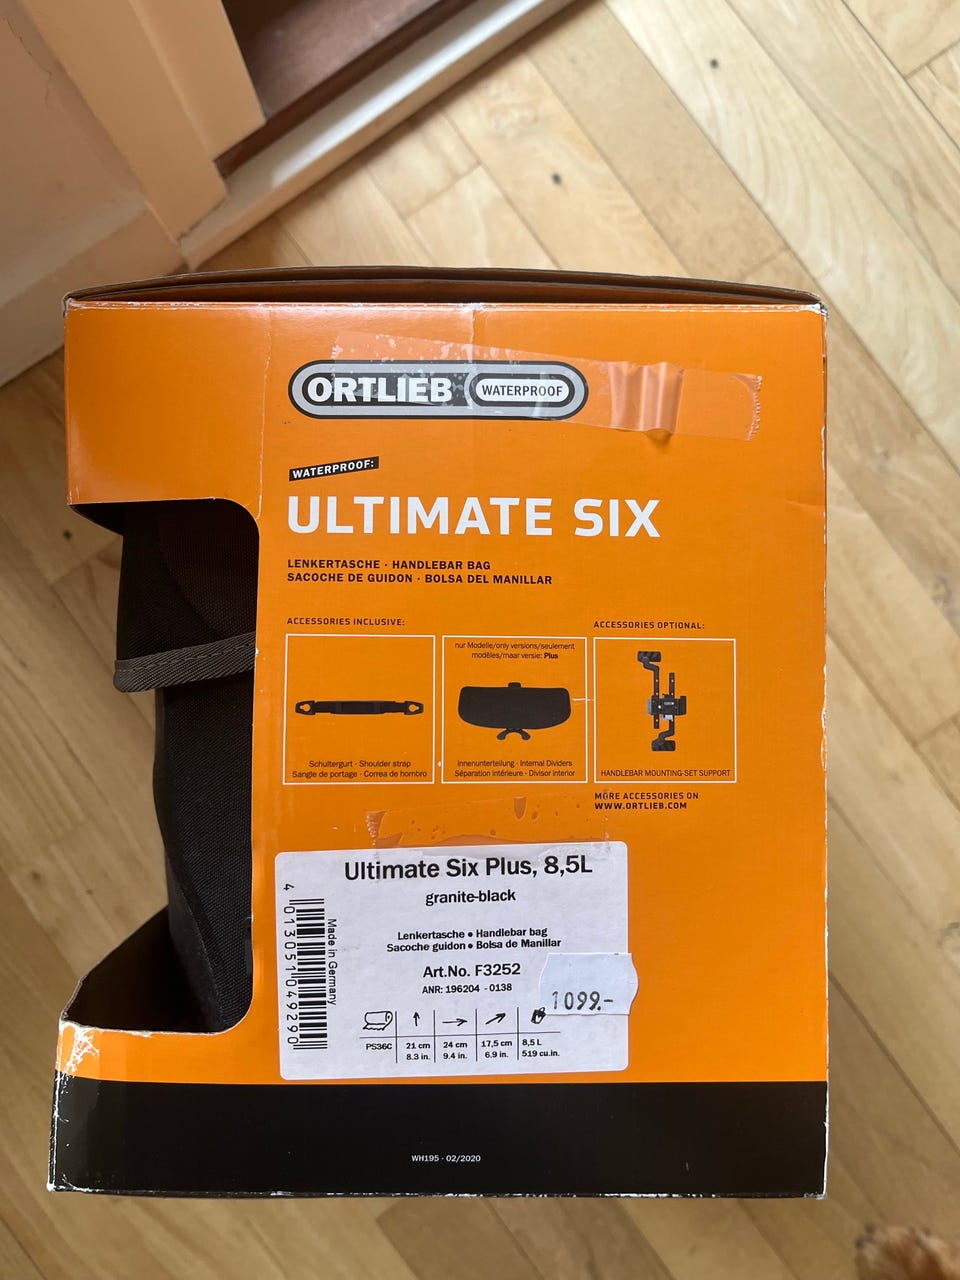 ORTLIEB WATERPROOF
WATERPROOF:
ULTIMATE SIX
LENKERTASCHE · HANDLEBAR BAG
SACOCHE DE GUIDON · BOLSA DEL MANILLAR
ACCESSORIES INCLUSIVE:
Schultergurt · Shoulder strap
Sangle de portage · Correa de hombro
nur Modelle/only versions/seulement
modèles/maar versie: Plus
Innenunterteilung · Internal Dividers
Séparation intérieure · Divisor interior
ACCESSORIES OPTIONAL:
HANDLEBAR MOUNTING-SET SUPPORT
MORE ACCESSORIES ON
WWW.ORTLIEB.COM
Ultimate Six Plus, 8,5L
granite-black
Lenkertasche • Handlebar bag
Sacoche guidon • Bolsa de Manillar
Art.No. F3252
ANR: 196204 - 0138
1099.-
PS36C
21 cm 24 cm 17,5 cm 8,5 L
8.3 in. 9.4 in. 6.9 in. 519 cu.in.
4 013051 049290
Made in Germany
WH195 · 02/2020